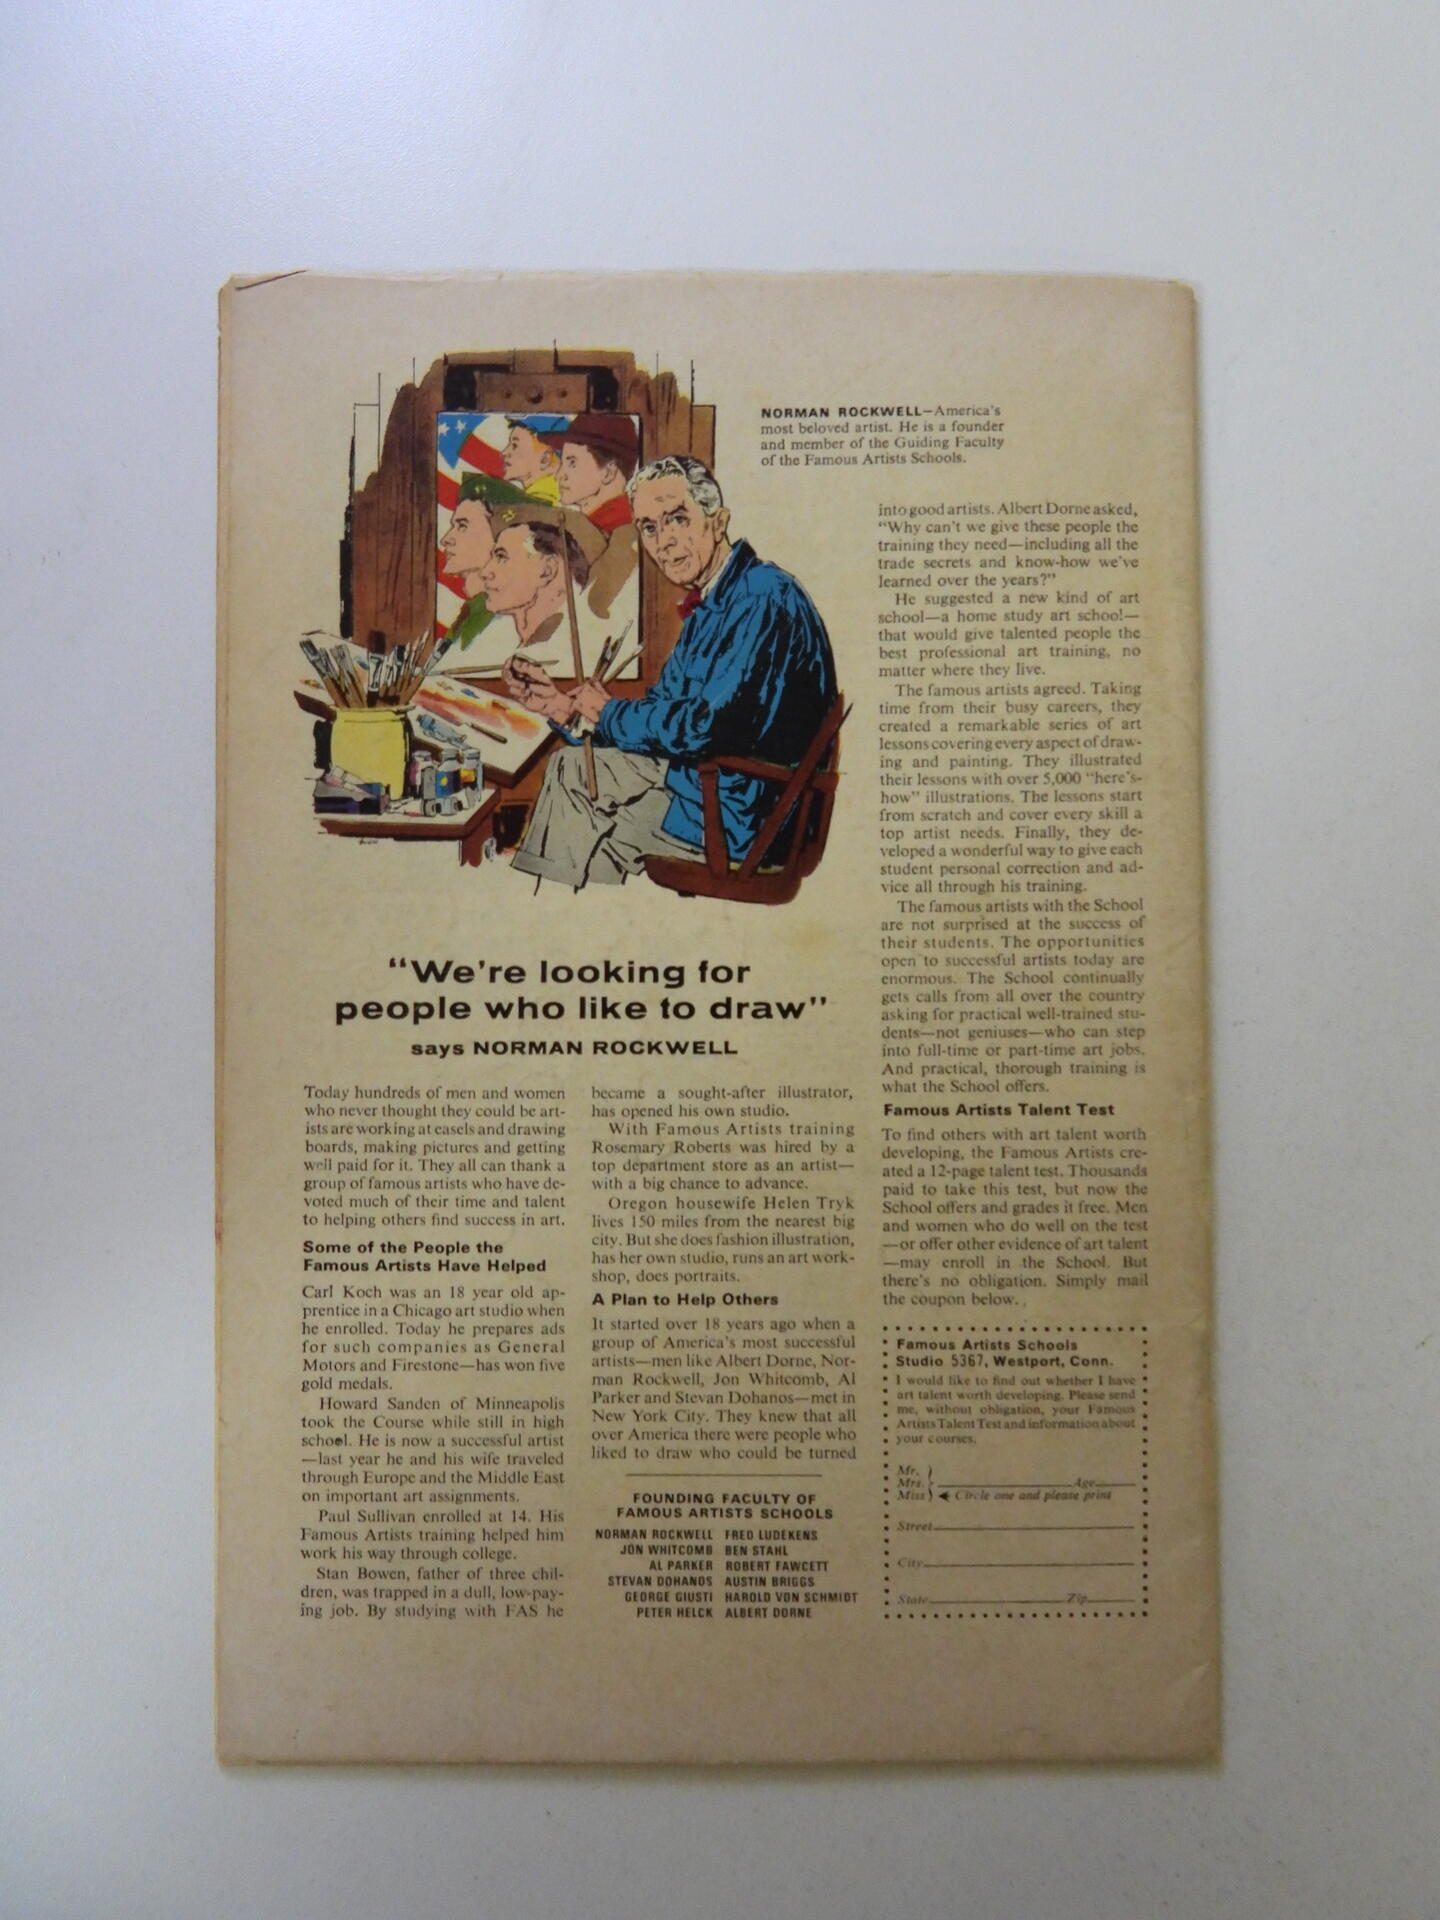 NORMAN ROCKWELL—America's
most beloved artist. He is a founder
and member of the Guiding Faculty
of the Famous Artists Schools.
"We're looking for
people who like to draw"
says NORMAN ROCKWELL
Today hundreds of men and women
who never thought they could be art-
ists are working at easels and drawing
boards, making pictures and getting
well paid for it. They all can thank a
group of famous artists who have de-
voted much of their time and talent
to helping others find success in art.
Some of the People the
Famous Artists Have Helped
Carl Koch was an 18 year old ap-
prentice in a Chicago art studio when
he enrolled. Today he prepares ads
for such companies as General
Motors and Firestone—has won five
gold medals.
Howard Sanden of Minneapolis
took the Course while still in high
school. He is now a successful artist
—last year he and his wife traveled
through Europe and the Middle East
on important art assignments.
Paul Sullivan enrolled at 14. His
Famous Artists training helped him
work his way through college.
Stan Bowen, father of three chil-
dren, was trapped in a dull, low-pay-
ing job. By studying with FAS he
became a sought-after illustrator,
has opened his own studio.
With Famous Artists training
Rosemary Roberts was hired by a
top department store as an artist—
with a big chance to advance.
Oregon housewife Helen Tryk
lives 150 miles from the nearest big
city. But she does fashion illustration,
has her own studio, runs an art work-
shop, does portraits.
A Plan to Help Others
It started over 18 years ago when a
group of America's most successful
artists—men like Albert Dorne, Nor-
man Rockwell, Jon Whitcomb, Al
Parker and Stevan Dohanos—met in
New York City. They knew that all
over America there were people who
liked to draw who could be turned
FOUNDING FACULTY OF
FAMOUS ARTISTS SCHOOLS
NORMAN ROCKWELL FRED LUDEKENS
JON WHITCOMB BEN STAHL
AL PARKER ROBERT FAWCETT
STEVAN DOHANOS AUSTIN BRIGGS
GEORGE GIUSTI HAROLD VON SCHMIDT
PETER HELCK ALBERT DORNE
into good artists. Albert Dorne asked,
"Why can't we give these people the
training they need—including all the
trade secrets and know-how we've
learned over the years?"
He suggested a new kind of art
school—a home study art school—
that would give talented people the
best professional art training, no
matter where they live.
The famous artists agreed. Taking
time from their busy careers, they
created a remarkable series of art
lessons covering every aspect of draw-
ing and painting. They illustrated
their lessons with over 5,000 "here's-
how" illustrations. The lessons start
from scratch and cover every skill a
top artist needs. Finally, they de-
veloped a wonderful way to give each
student personal correction and ad-
vice all through his training.
The famous artists with the School
are not surprised at the success of
their students. The opportunities
open to successful artists today are
enormous. The School continually
gets calls from all over the country
asking for practical well-trained stu-
dents—not geniuses—who can step
into full-time or part-time art jobs.
And practical, thorough training is
what the School offers.
Famous Artists Talent Test
To find others with art talent worth
developing, the Famous Artists cre-
ated a 12-page talent test. Thousands
paid to take this test, but now the
School offers and grades it free. Men
and women who do well on the test
—or offer other evidence of art talent
—may enroll in the School. But
there's no obligation. Simply mail
the coupon below.
Famous Artists Schools
Studio 5367, Westport, Conn.
I would like to find out whether I have
art talent worth developing. Please send
me, without obligation, your Famous
Artists Talent Test and information about
your courses.
Mr.
Mrs. Age
Miss Circle one and please print
Street
City
State Zip